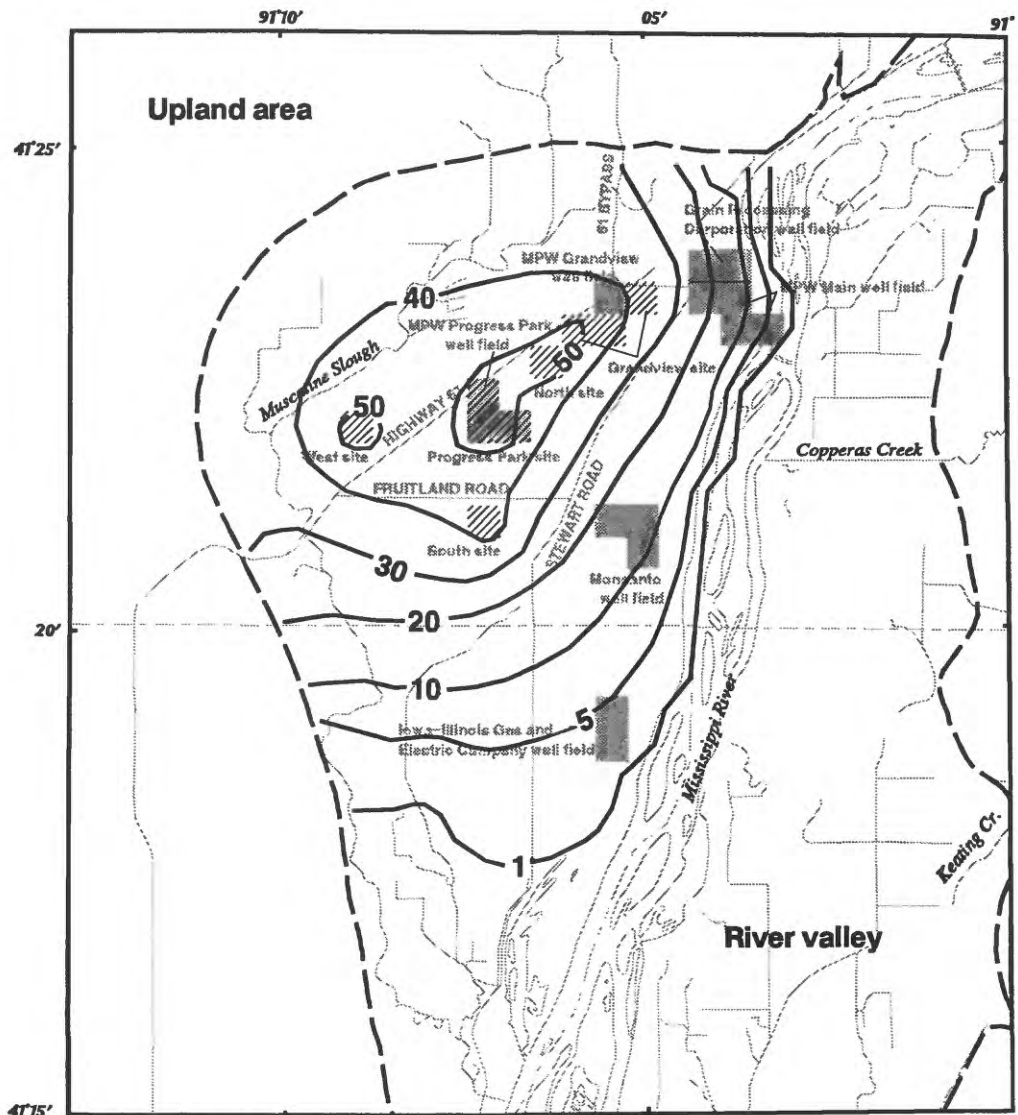 91°10' 05' 91°
41°25'
Upland area
61 BYPASS
Grain Processing
Corporation well field
MPW Grandview
well field
MPW Main well field
40
MPW Progress Park
well field
Muscatine Slough
50
Grandview site
North site
HIGHWAY 61
50
West site
Progress Park site
Copperas Creek
FRUITLAND ROAD
STEWART ROAD
South site
30
Monsanto
well field
20
20'
10
Mississippi River
5
Iowa-Illinois Gas and
Electric Company well field
1
Keating Cr.
River valley
41°15'